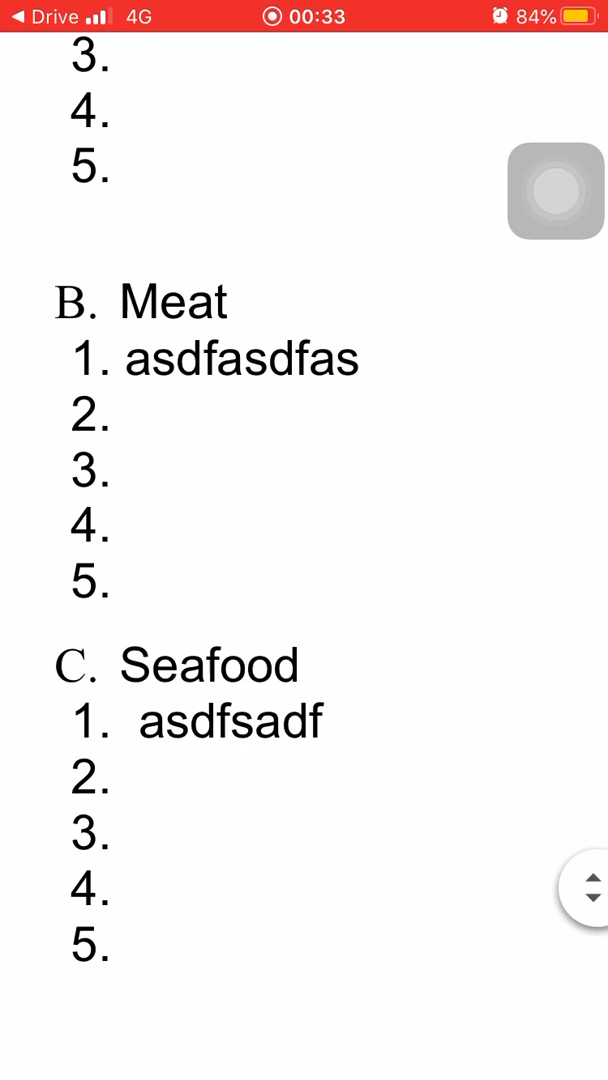 Drive 4G 00:33 84%
3.
4.
5.
B. Meat
1. asdfasdfas
2.
3.
4.
5.
C. Seafood
1. asdfsadf
2.
3.
4.
5.